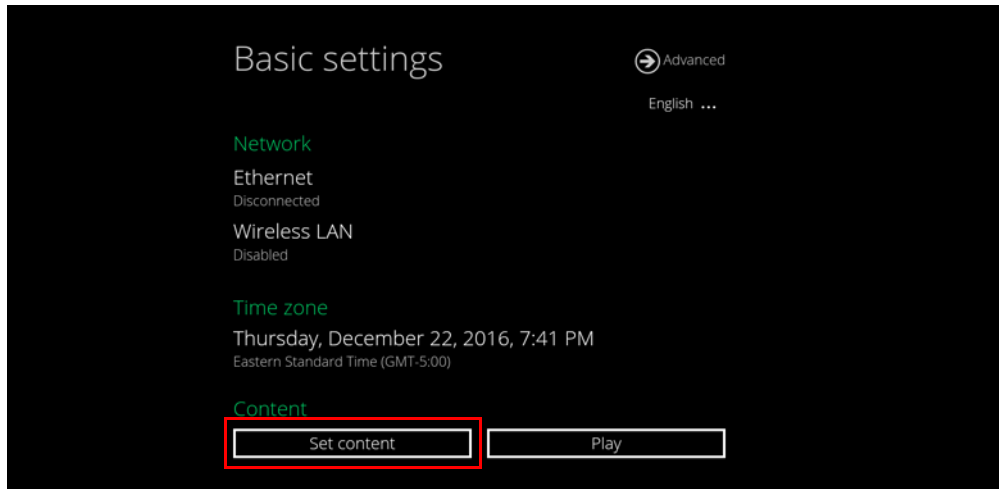 Basic settings
Advanced
English ...
Network
Ethernet
Disconnected
Wireless LAN
Disabled
Time zone
Thursday, December 22, 2016, 7:41 PM
Eastern Standard Time (GMT-5:00)
Content
Set content
Play